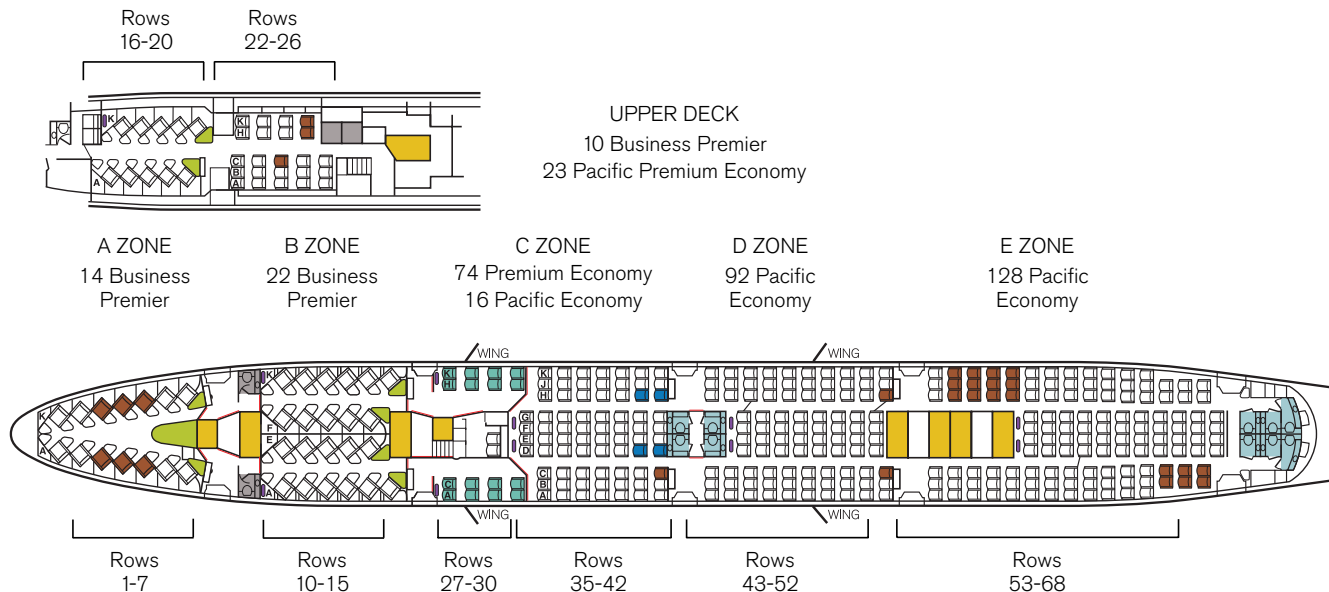 Rows
16-20
Rows
22-26
K
K
H
A
C
B
A
UPPER DECK
10 Business Premier
23 Pacific Premium Economy
A ZONE
14 Business
Premier
B ZONE
22 Business
Premier
C ZONE
74 Premium Economy
16 Pacific Economy
D ZONE
92 Pacific
Economy
E ZONE
128 Pacific
Economy
WING
WING
K
A
K
F
E
A
K
H
C
A
K
J
H
G
F
E
D
C
B
A
WING
WING
Rows
1-7
Rows
10-15
Rows
27-30
Rows
35-42
Rows
43-52
Rows
53-68